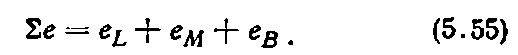 Σe = e_L + e_M + e_B . (5.55)